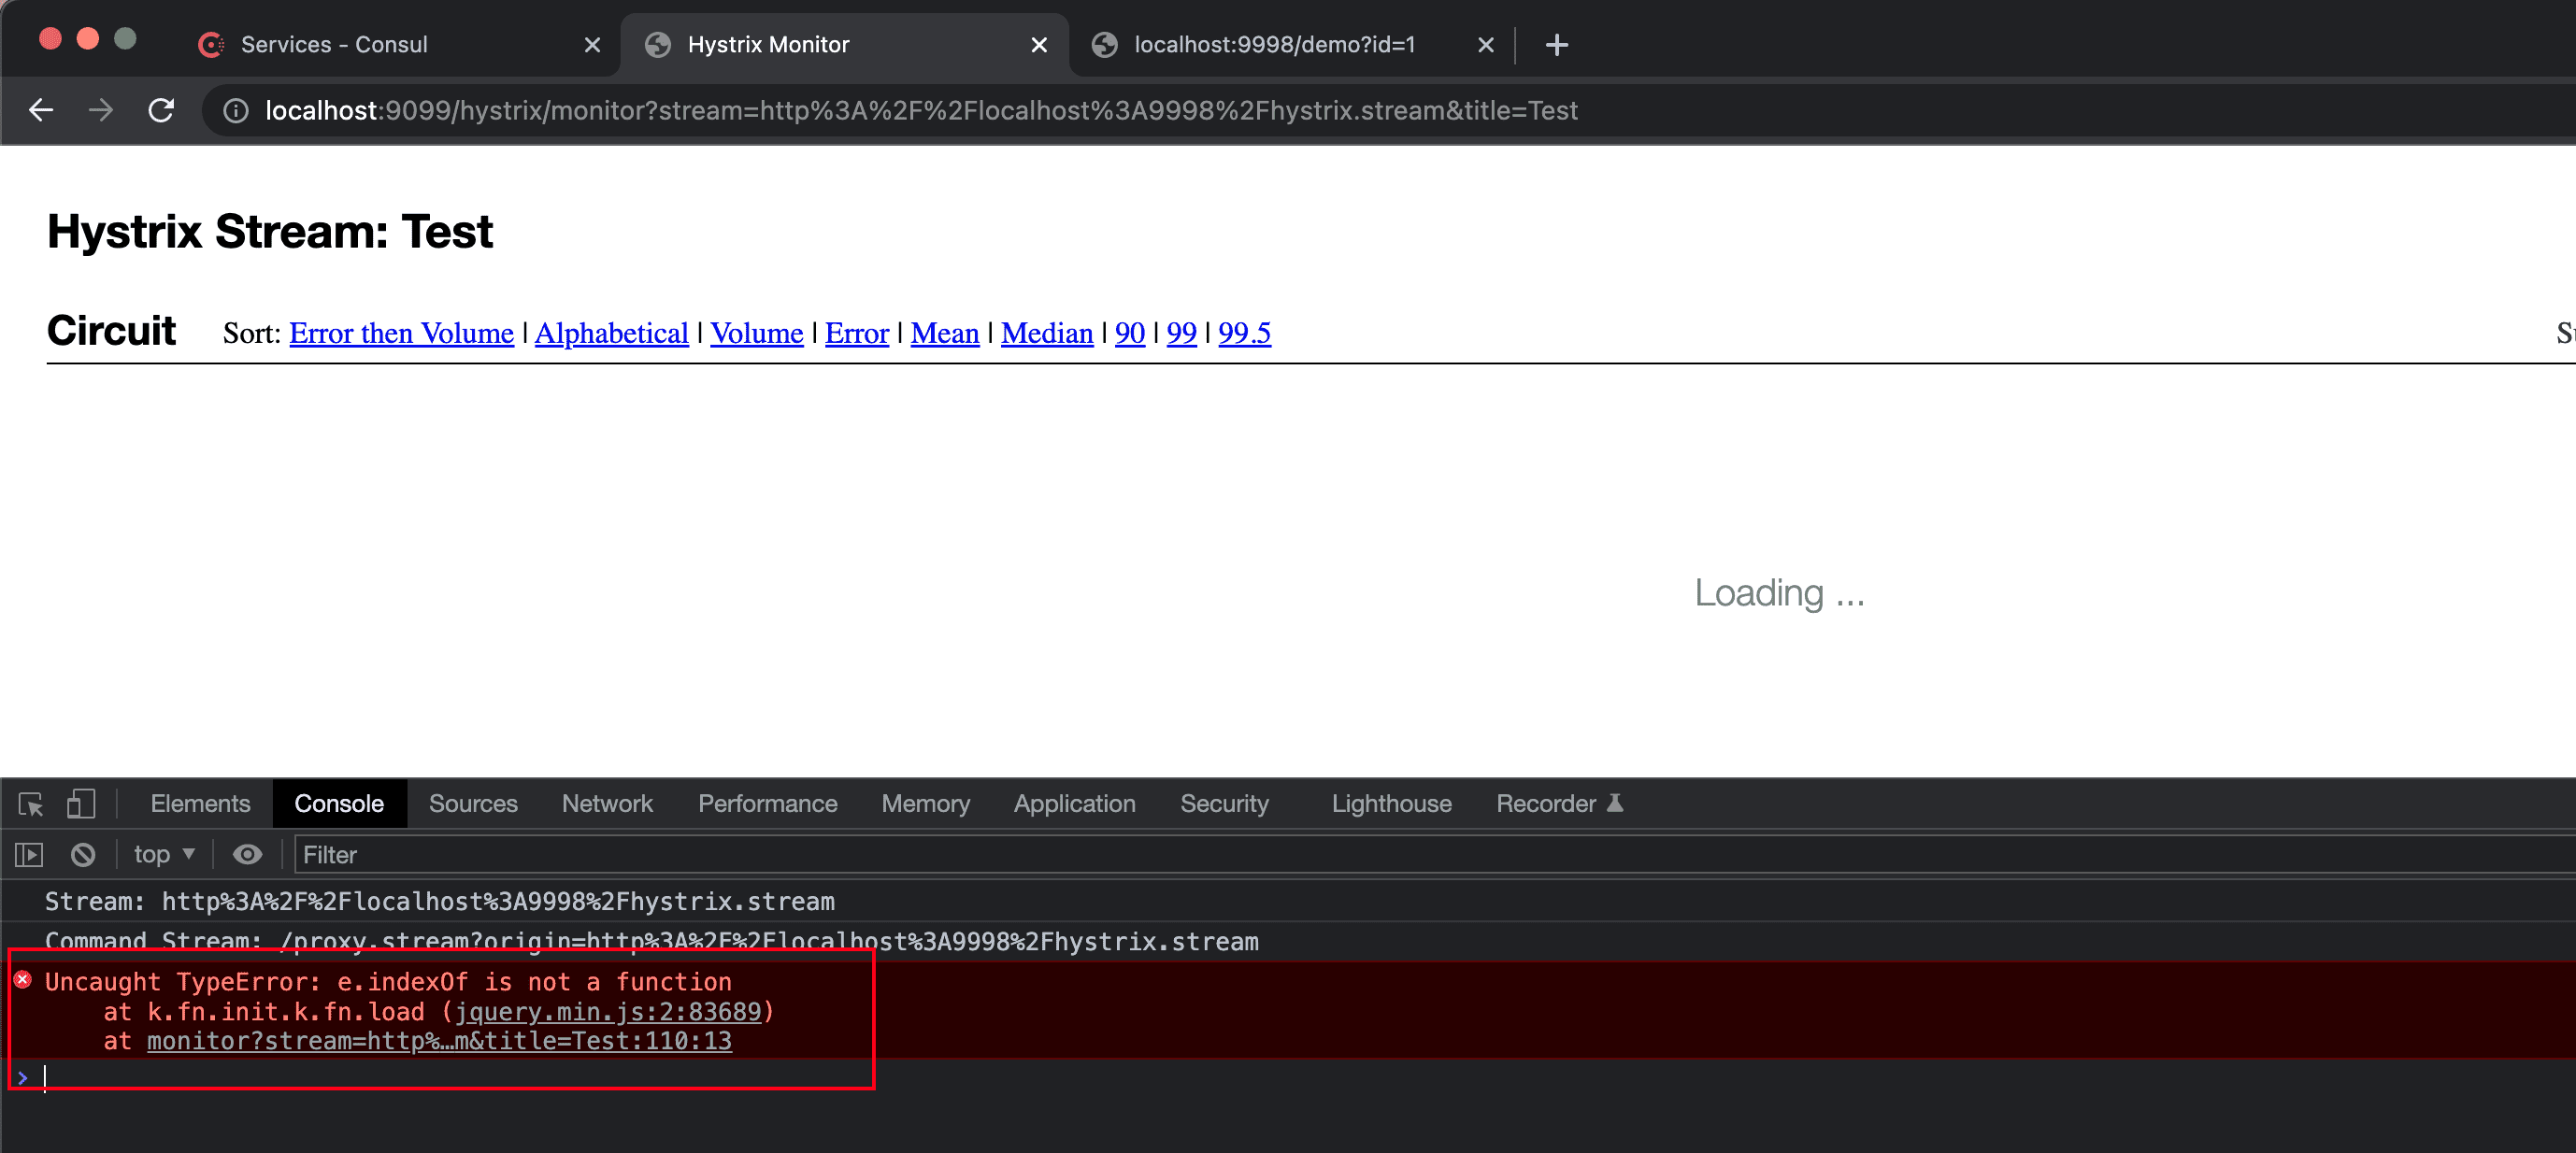 Services - Consul
Hystrix Monitor
localhost:9998/demo?id=1
localhost:9099/hystrix/monitor?stream=http%3A%2F%2Flocalhost%3A9998%2Fhystrix.stream&title=Test
Hystrix Stream: Test
Circuit Sort: Error then Volume | Alphabetical | Volume | Error | Mean | Median | 90 | 99 | 99.5
Loading ...
Elements Console Sources Network Performance Memory Application Security Lighthouse Recorder
top Filter
Stream: http%3A%2F%2Flocalhost%3A9998%2Fhystrix.stream
Command Stream: /proxy.stream?origin=http%3A%2F%2Flocalhost%3A9998%2Fhystrix.stream
Uncaught TypeError: e.indexOf is not a function
at k.fn.init.k.fn.load (jquery.min.js:2:83689)
at monitor?stream=http%…m&title=Test:110:13